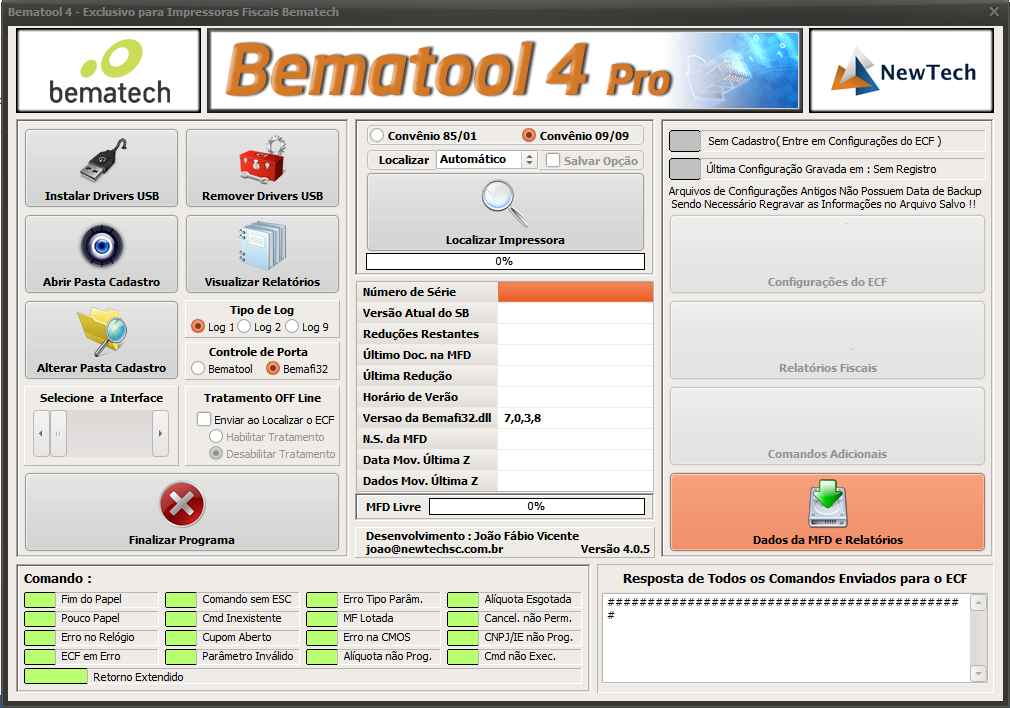 Bematool 4 - Exclusivo para Impressoras Fiscais Bematech
bematech
Bematool 4 Pro
NewTech
Instalar Drivers USB
Remover Drivers USB
Abrir Pasta Cadastro
Visualizar Relatórios
Alterar Pasta Cadastro
Tipo de Log
Log 1 Log 2 Log 9
Controle de Porta
Bematool Bemafi32
Selecione a Interface
Tratamento OFF Line
Enviar ao Localizar o ECF
Habilitar Tratamento
Desabilitar Tratamento
Finalizar Programa
Convênio 85/01 Convênio 09/09
Localizar Automático Salvar Opção
Localizar Impressora
0%
Número de Série
Versão Atual do SB
Reduções Restantes
Último Doc. na MFD
Última Redução
Horário de Verão
Versao da Bemafi32.dll 7,0,3,8
N.S. da MFD
Data Mov. Última Z
Dados Mov. Última Z
MFD Livre 0%
Desenvolvimento : João Fábio Vicente
joao@newtechsc.com.br Versão 4.0.5
Sem Cadastro( Entre em Configurações do ECF )
Última Configuração Gravada em : Sem Registro
Arquivos de Configurações Antigos Não Possuem Data de Backup
Sendo Necessário Regravar as Informações no Arquivo Salvo !!
Configurações do ECF
Relatórios Fiscais
Comandos Adicionais
Dados da MFD e Relatórios
Comando :
Fim do Papel Comando sem ESC Erro Tipo Parâm. Alíquota Esgotada
Pouco Papel Cmd Inexistente MF Lotada Cancel. não Perm.
Erro no Relógio Cupom Aberto Erro na CMOS CNPJ/IE não Prog.
ECF em Erro Parâmetro Inválido Alíquota não Prog. Cmd não Exec.
Retorno Extendido
Resposta de Todos os Comandos Enviados para o ECF
############################################
#